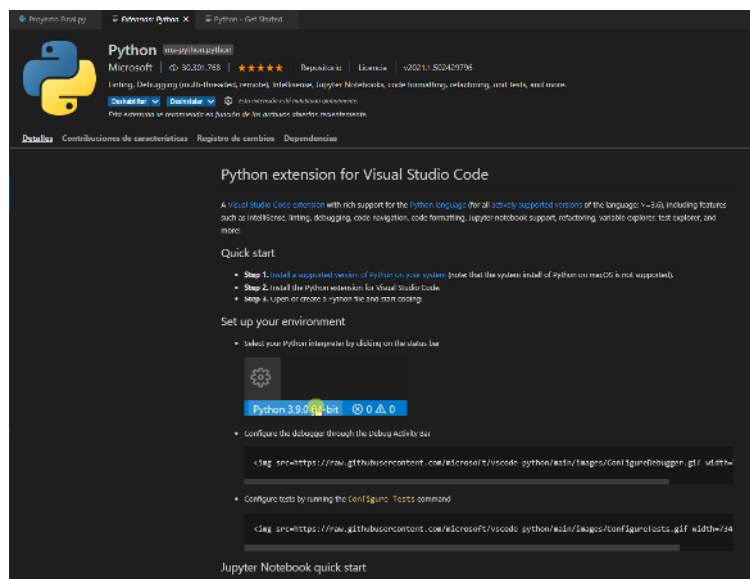 Proyecto Final.py
Extensión: Python
Python - Get Started
Python ms-python.python
Microsoft 30.301.768 Repositorio Licencia v2021.1.502429796
Linting, Debugging (multi-threaded, remote), Intellisense, Jupyter Notebooks, code formatting, refactoring, unit tests, and more.
Deshabilitar Desinstalar Esta extensión está habilitada globalmente.
Esta extensión se recomienda en función de los archivos abiertos recientemente.
Detalles Contribuciones de características Registro de cambios Dependencias
Python extension for Visual Studio Code
A Visual Studio Code extension with rich support for the Python language (for all actively supported versions of the language: >=3.6), including features
such as IntelliSense, linting, debugging, code navigation, code formatting, Jupyter notebook support, refactoring, variable explorer, test explorer, and
more!
Quick start
• Step 1. Install a supported version of Python on your system (note: that the system install of Python on macOS is not supported).
• Step 2. Install the Python extension for Visual Studio Code.
• Step 3. Open or create a Python file and start coding!
Set up your environment
• Select your Python interpreter by clicking on the status bar
Python 3.9.0 64-bit 0 0
• Configure the debugger through the Debug Activity Bar
<img src=https://raw.githubusercontent.com/microsoft/vscode-python/main/images/ConfigureDebugger.gif width=
• Configure tests by running the Configure Tests command
<img src=https://raw.githubusercontent.com/microsoft/vscode-python/main/images/ConfigureTests.gif width=734
Jupyter Notebook quick start